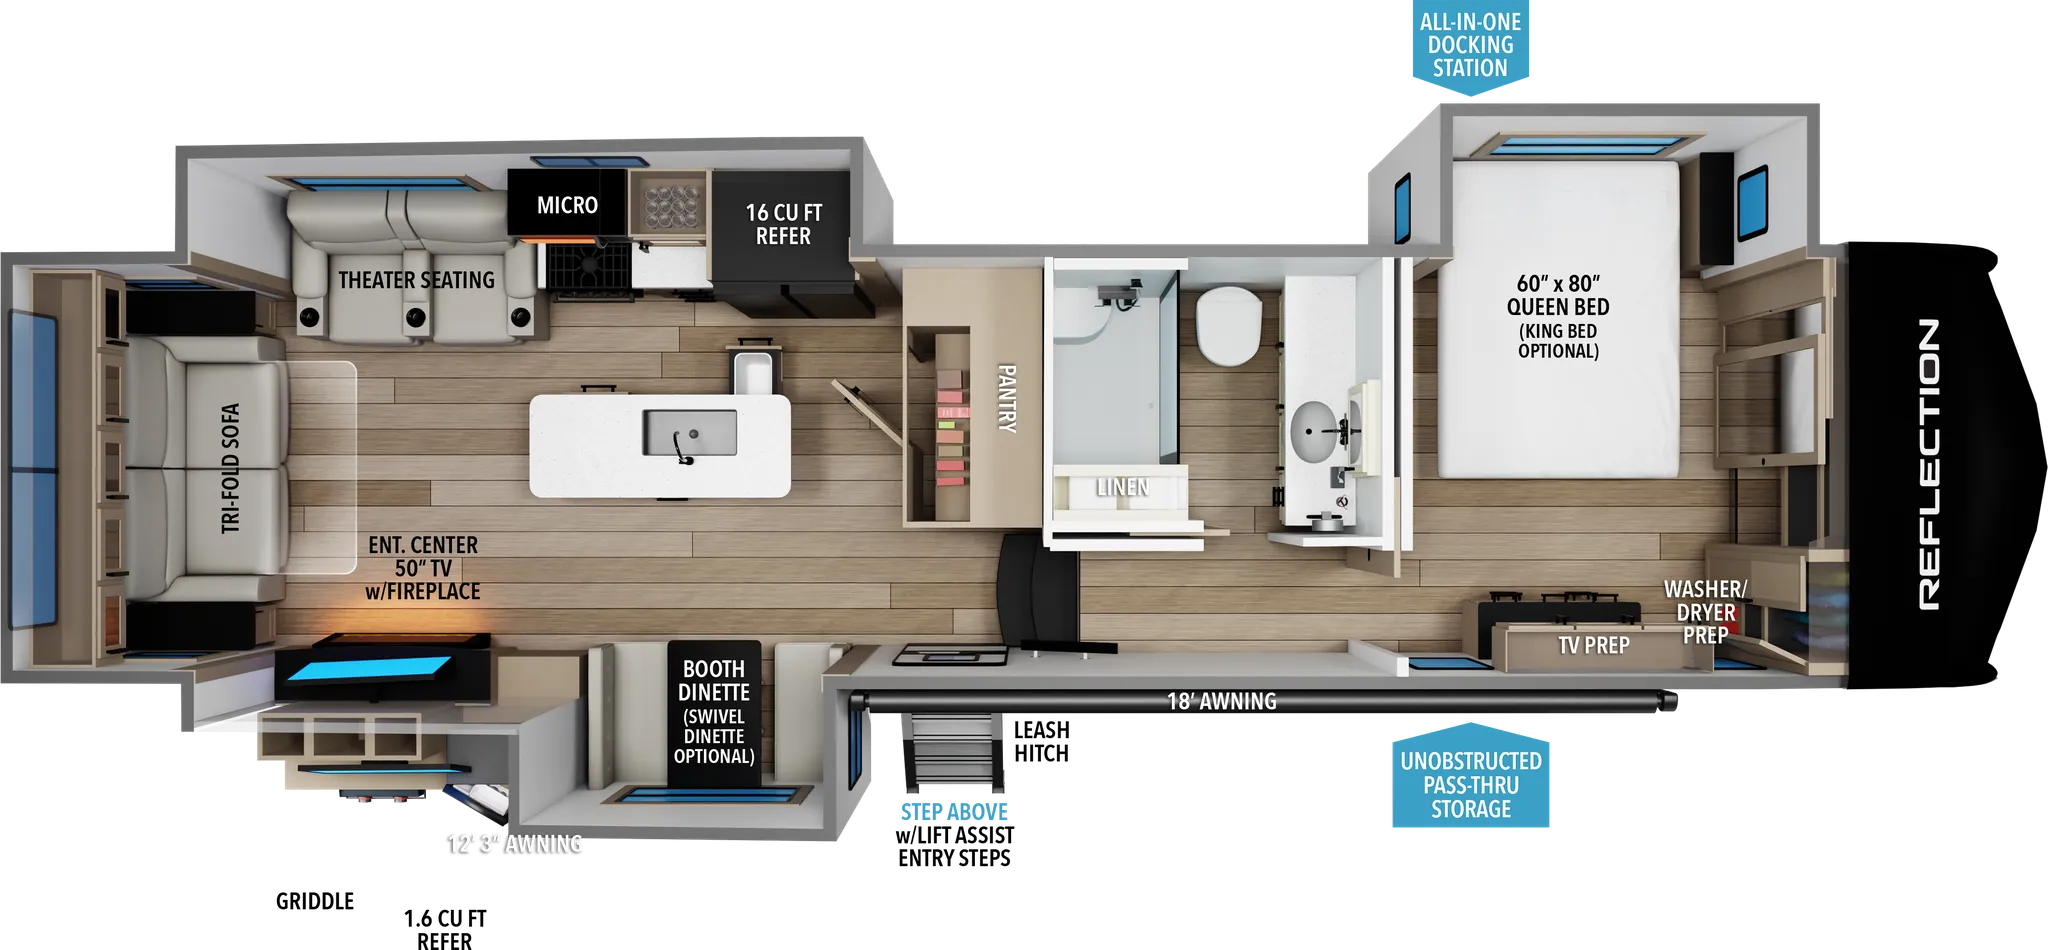 ALL-IN-ONE
DOCKING
STATION
MICRO
16 CU FT
REFER
THEATER SEATING
60" x 80"
QUEEN BED
(KING BED
OPTIONAL)
PANTRY
TRI-FOLD SOFA
LINEN
REFLECTION
ENT. CENTER
50" TV
w/FIREPLACE
WASHER/
DRYER
PREP
TV PREP
BOOTH
DINETTE
(SWIVEL
DINETTE
OPTIONAL)
18' AWNING
LEASH
HITCH
UNOBSTRUCTED
PASS-THRU
STORAGE
STEP ABOVE
w/LIFT ASSIST
ENTRY STEPS
12' 3" AWNING
GRIDDLE
1.6 CU FT
REFER